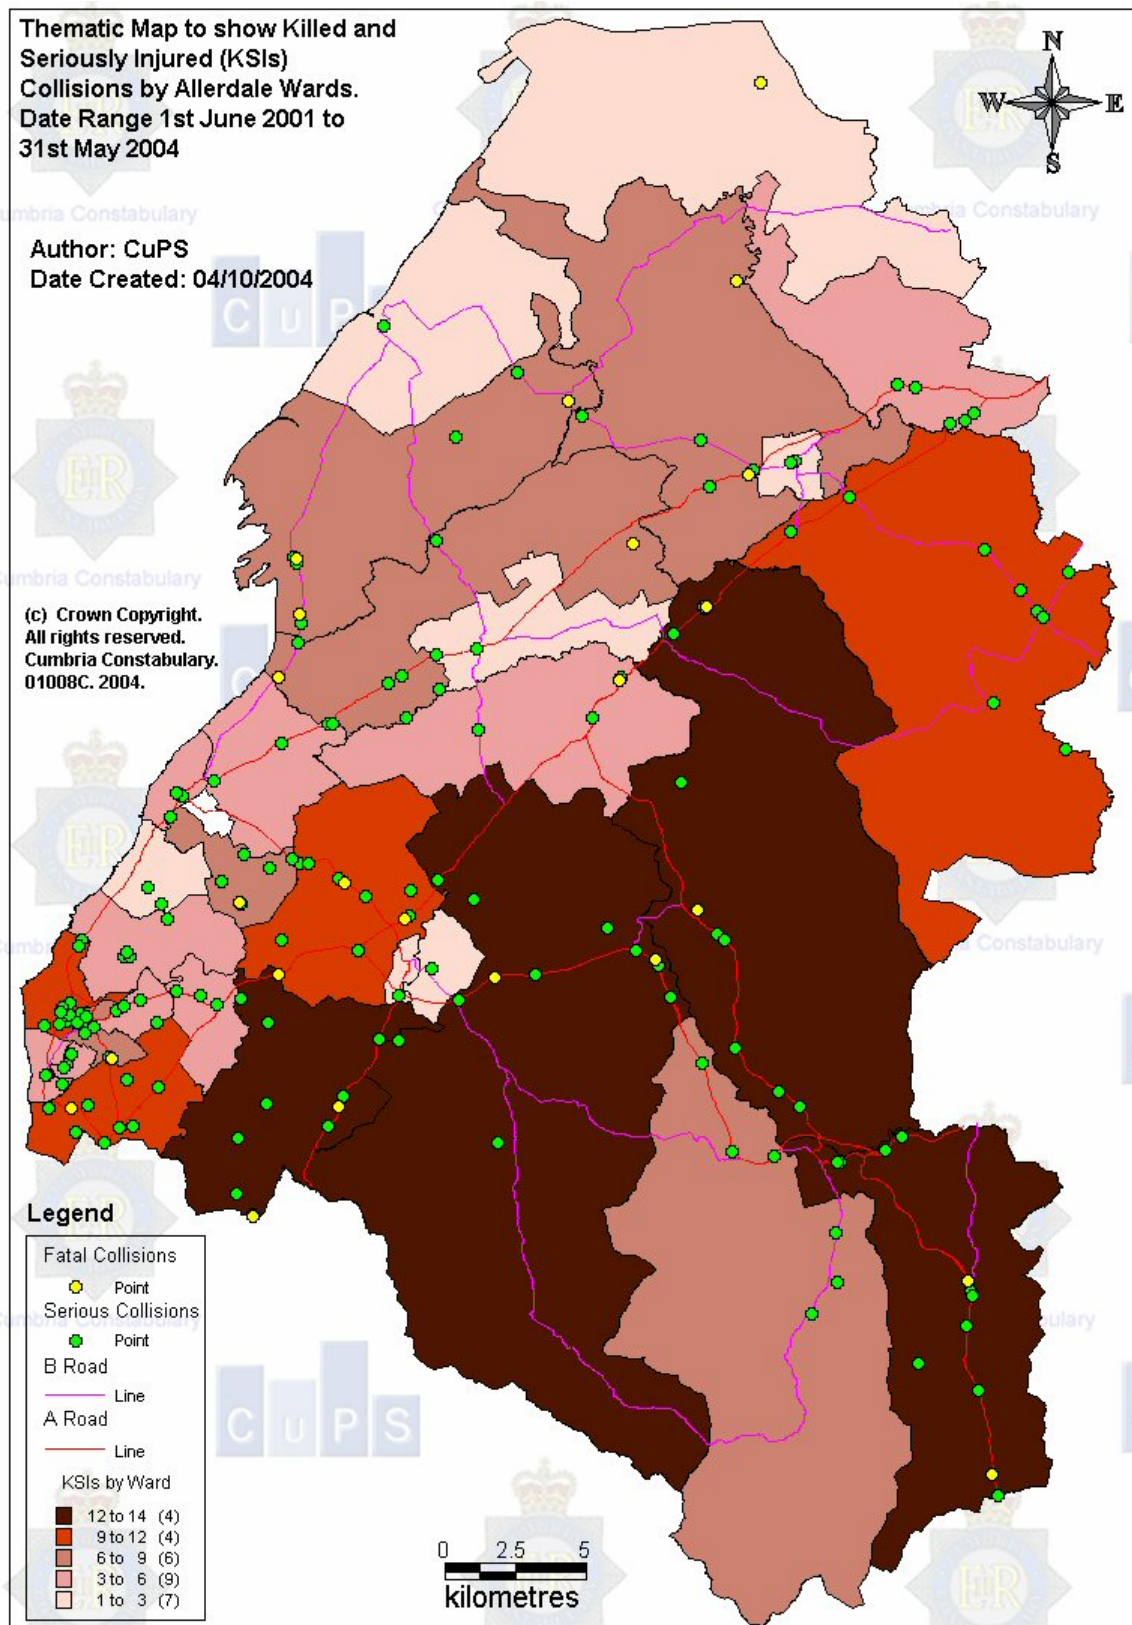 Thematic Map to show Killed and
Seriously Injured (KSIs)
Collisions by Allerdale Wards.
Date Range 1st June 2001 to
31st May 2004
N
W E
S
Cumbria Constabulary
Author: CuPS
Date Created: 04/10/2004
CuPS
Cumbria Constabulary
(c) Crown Copyright.
All rights reserved.
Cumbria Constabulary.
01008C. 2004.
Legend
Fatal Collisions
Point
Serious Collisions
Point
B Road
Line
A Road
Line
KSIs by Ward
12 to 14 (4)
9 to 12 (4)
6 to 9 (6)
3 to 6 (9)
1 to 3 (7)
CuPS
0 2.5 5
kilometres